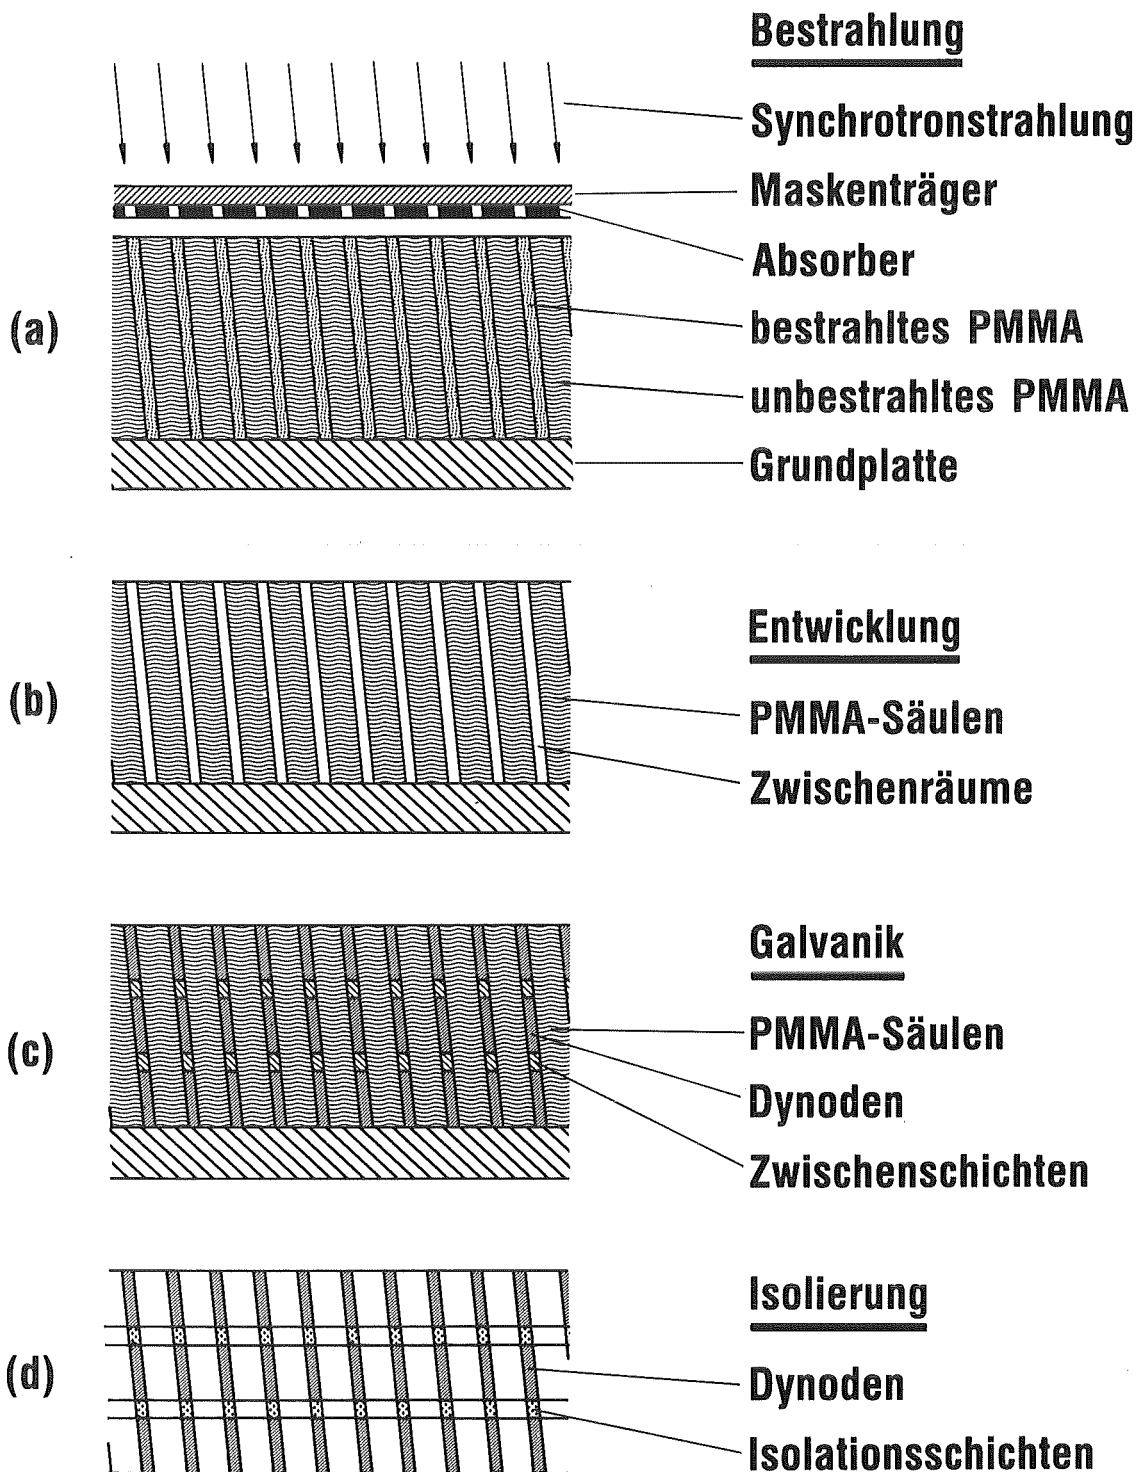 Bestrahlung
Synchrotronstrahlung
Maskenträger
Absorber
(a)
bestrahltes PMMA
unbestrahltes PMMA
Grundplatte
Entwicklung
(b)
PMMA-Säulen
Zwischenräume
Galvanik
(c)
PMMA-Säulen
Dynoden
Zwischenschichten
Isolierung
(d)
Dynoden
Isolationsschichten